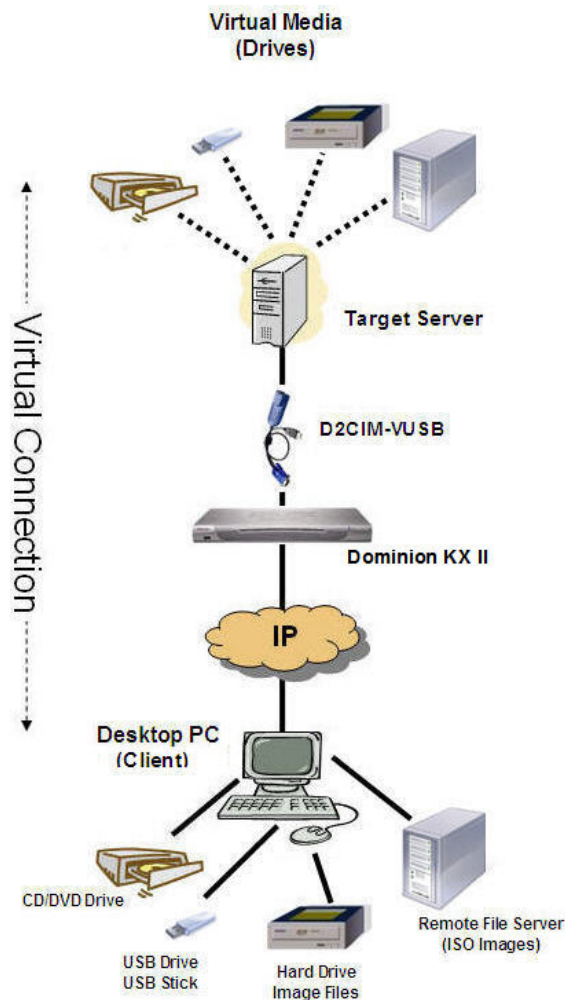 Virtual Media
(Drives)
Virtual Connection
Target Server
D2CIM-VUSB
Dominion KX II
IP
Desktop PC
(Client)
CD/DVD Drive
USB Drive
USB Stick
Hard Drive
Image Files
Remote File Server
(ISO Images)